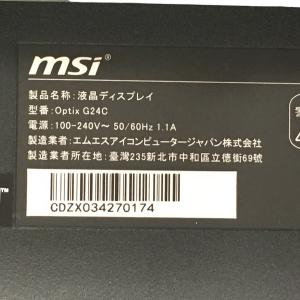 msi
製品名称:液晶ディスプレイ
型番:Optix G24C
電源:100-240V~ 50/60Hz 1.1A
製造業者:エムエスアイコンピュータージャパン株式会社
製造業者所在地:臺灣235新北市中和區立德街69號
CDZX034270174